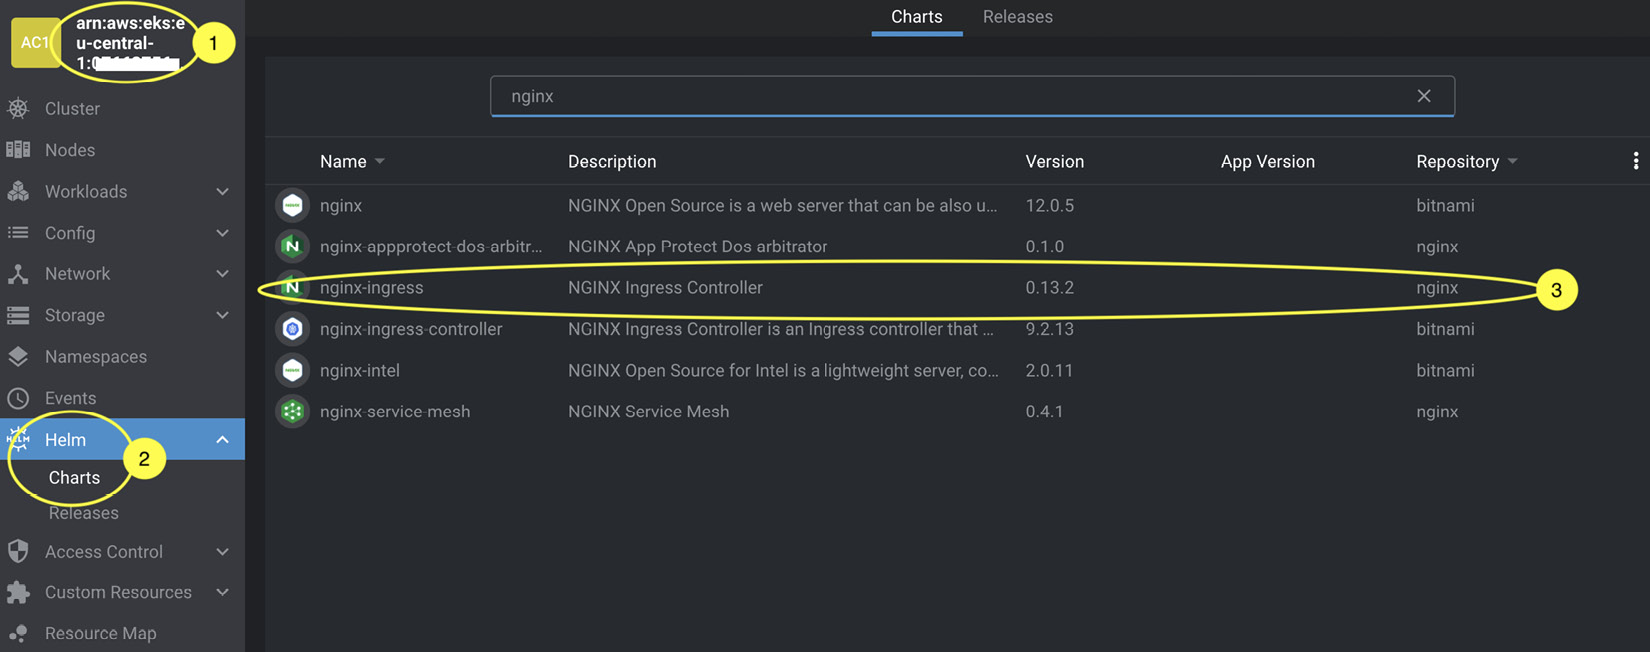 AC1
arn:aws:eks:e
u-central-
1
2
3
Cluster
Nodes
Workloads
Config
Network
Storage
Namespaces
Events
HELM
Helm
Charts
Releases
Access Control
Custom Resources
Resource Map
Charts Releases
nginx
Name Description Version App Version Repository
nginx NGINX Open Source is a web server that can be also u... 12.0.5 bitnami
nginx-appprotect-dos-arbitr... NGINX App Protect Dos arbitrator 0.1.0 nginx
nginx-ingress NGINX Ingress Controller 0.13.2 nginx
nginx-ingress-controller NGINX Ingress Controller is an Ingress controller that ... 9.2.13 bitnami
nginx-intel NGINX Open Source for Intel is a lightweight server, co... 2.0.11 bitnami
nginx-service-mesh NGINX Service Mesh 0.4.1 nginx